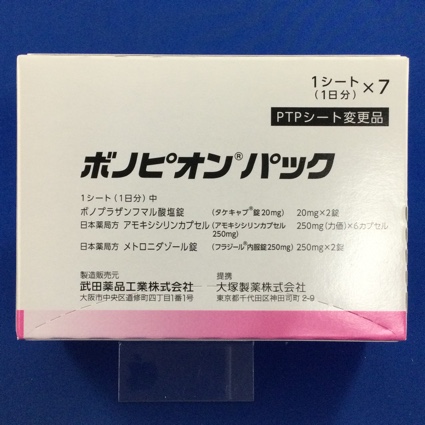 1シート
(1日分) ×7
PTPシート変更品
ボノピオン®パック
1シート(1日分)中
ボノプラザンフマル酸塩錠 (タケキャブ®錠20mg) 20mg×2錠
日本薬局方 アモキシシリンカプセル (アモキシシリンカプセル 250mg(力価)×6カプセル
250mg)
日本薬局方 メトロニダゾール錠 (フラジール®内服錠250mg) 250mg×2錠
製造販売元 提携
武田薬品工業株式会社 大塚製薬株式会社
大阪市中央区道修町四丁目1番1号 東京都千代田区神田司町2-9